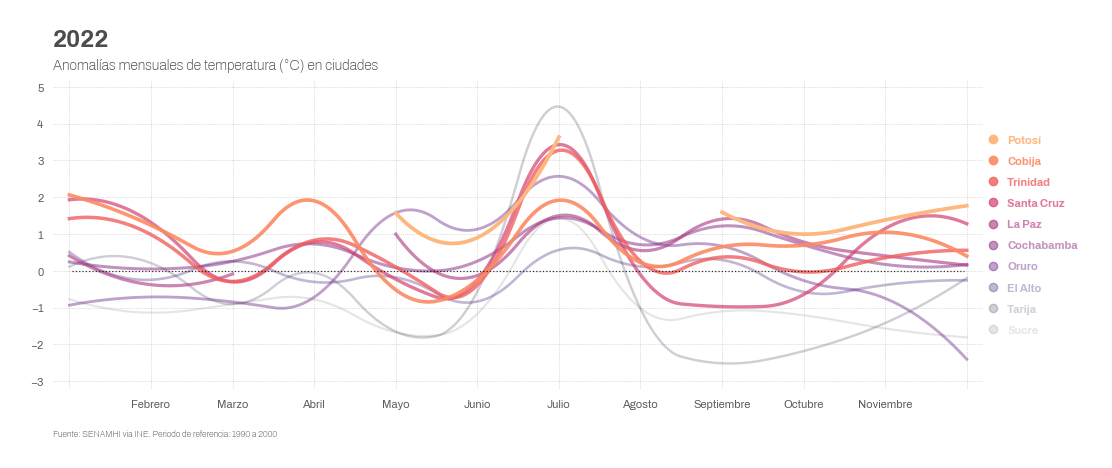 2022
Anomalías mensuales de temperatura (°C) en ciudades
5
4
3
2
1
0
−1
−2
−3
Potosí
Cobija
Trinidad
Santa Cruz
La Paz
Cochabamba
Oruro
El Alto
Tarija
Sucre
Febrero Marzo Abril Mayo Junio Julio Agosto Septiembre Octubre Noviembre
Fuente: SENAMHI via INE. Periodo de referencia: 1990 a 2000